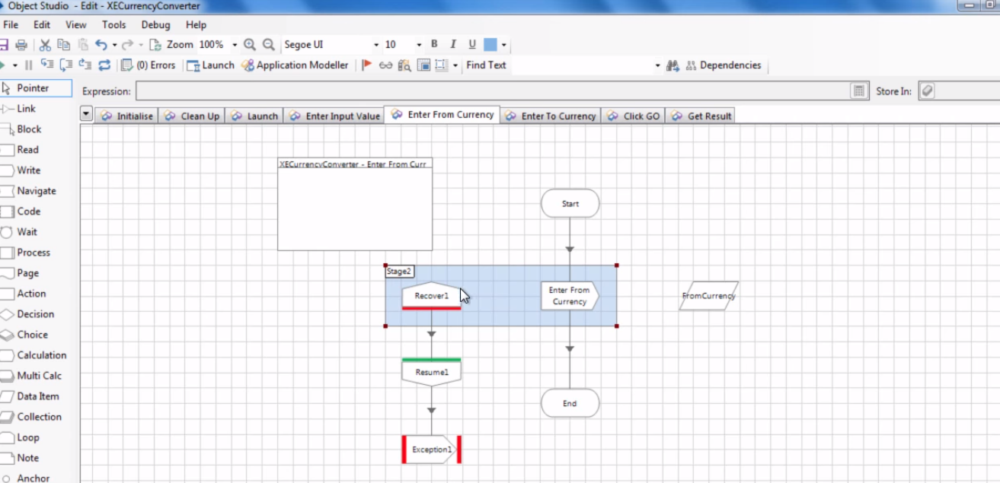 Object Studio - Edit - XECurrencyConverter
File Edit View Tools Debug Help
Zoom 100% Segoe UI 10 B I U
(0) Errors Launch Application Modeller Find Text Dependencies
Pointer
Expression: Store In:
Link
Initialise Clean Up Launch Enter Input Value Enter From Currency Enter To Currency Click GO Get Result
Block
Read
Write
Navigate
Code
Wait
Process
Page
Action
Decision
Choice
Calculation
Multi Calc
Data Item
Collection
Loop
Note
Anchor
XECurrencyConverter - Enter From Curr
Start
Stage2
Recover1
Enter From
Currency
FromCurrency
Resume1
End
Exception1